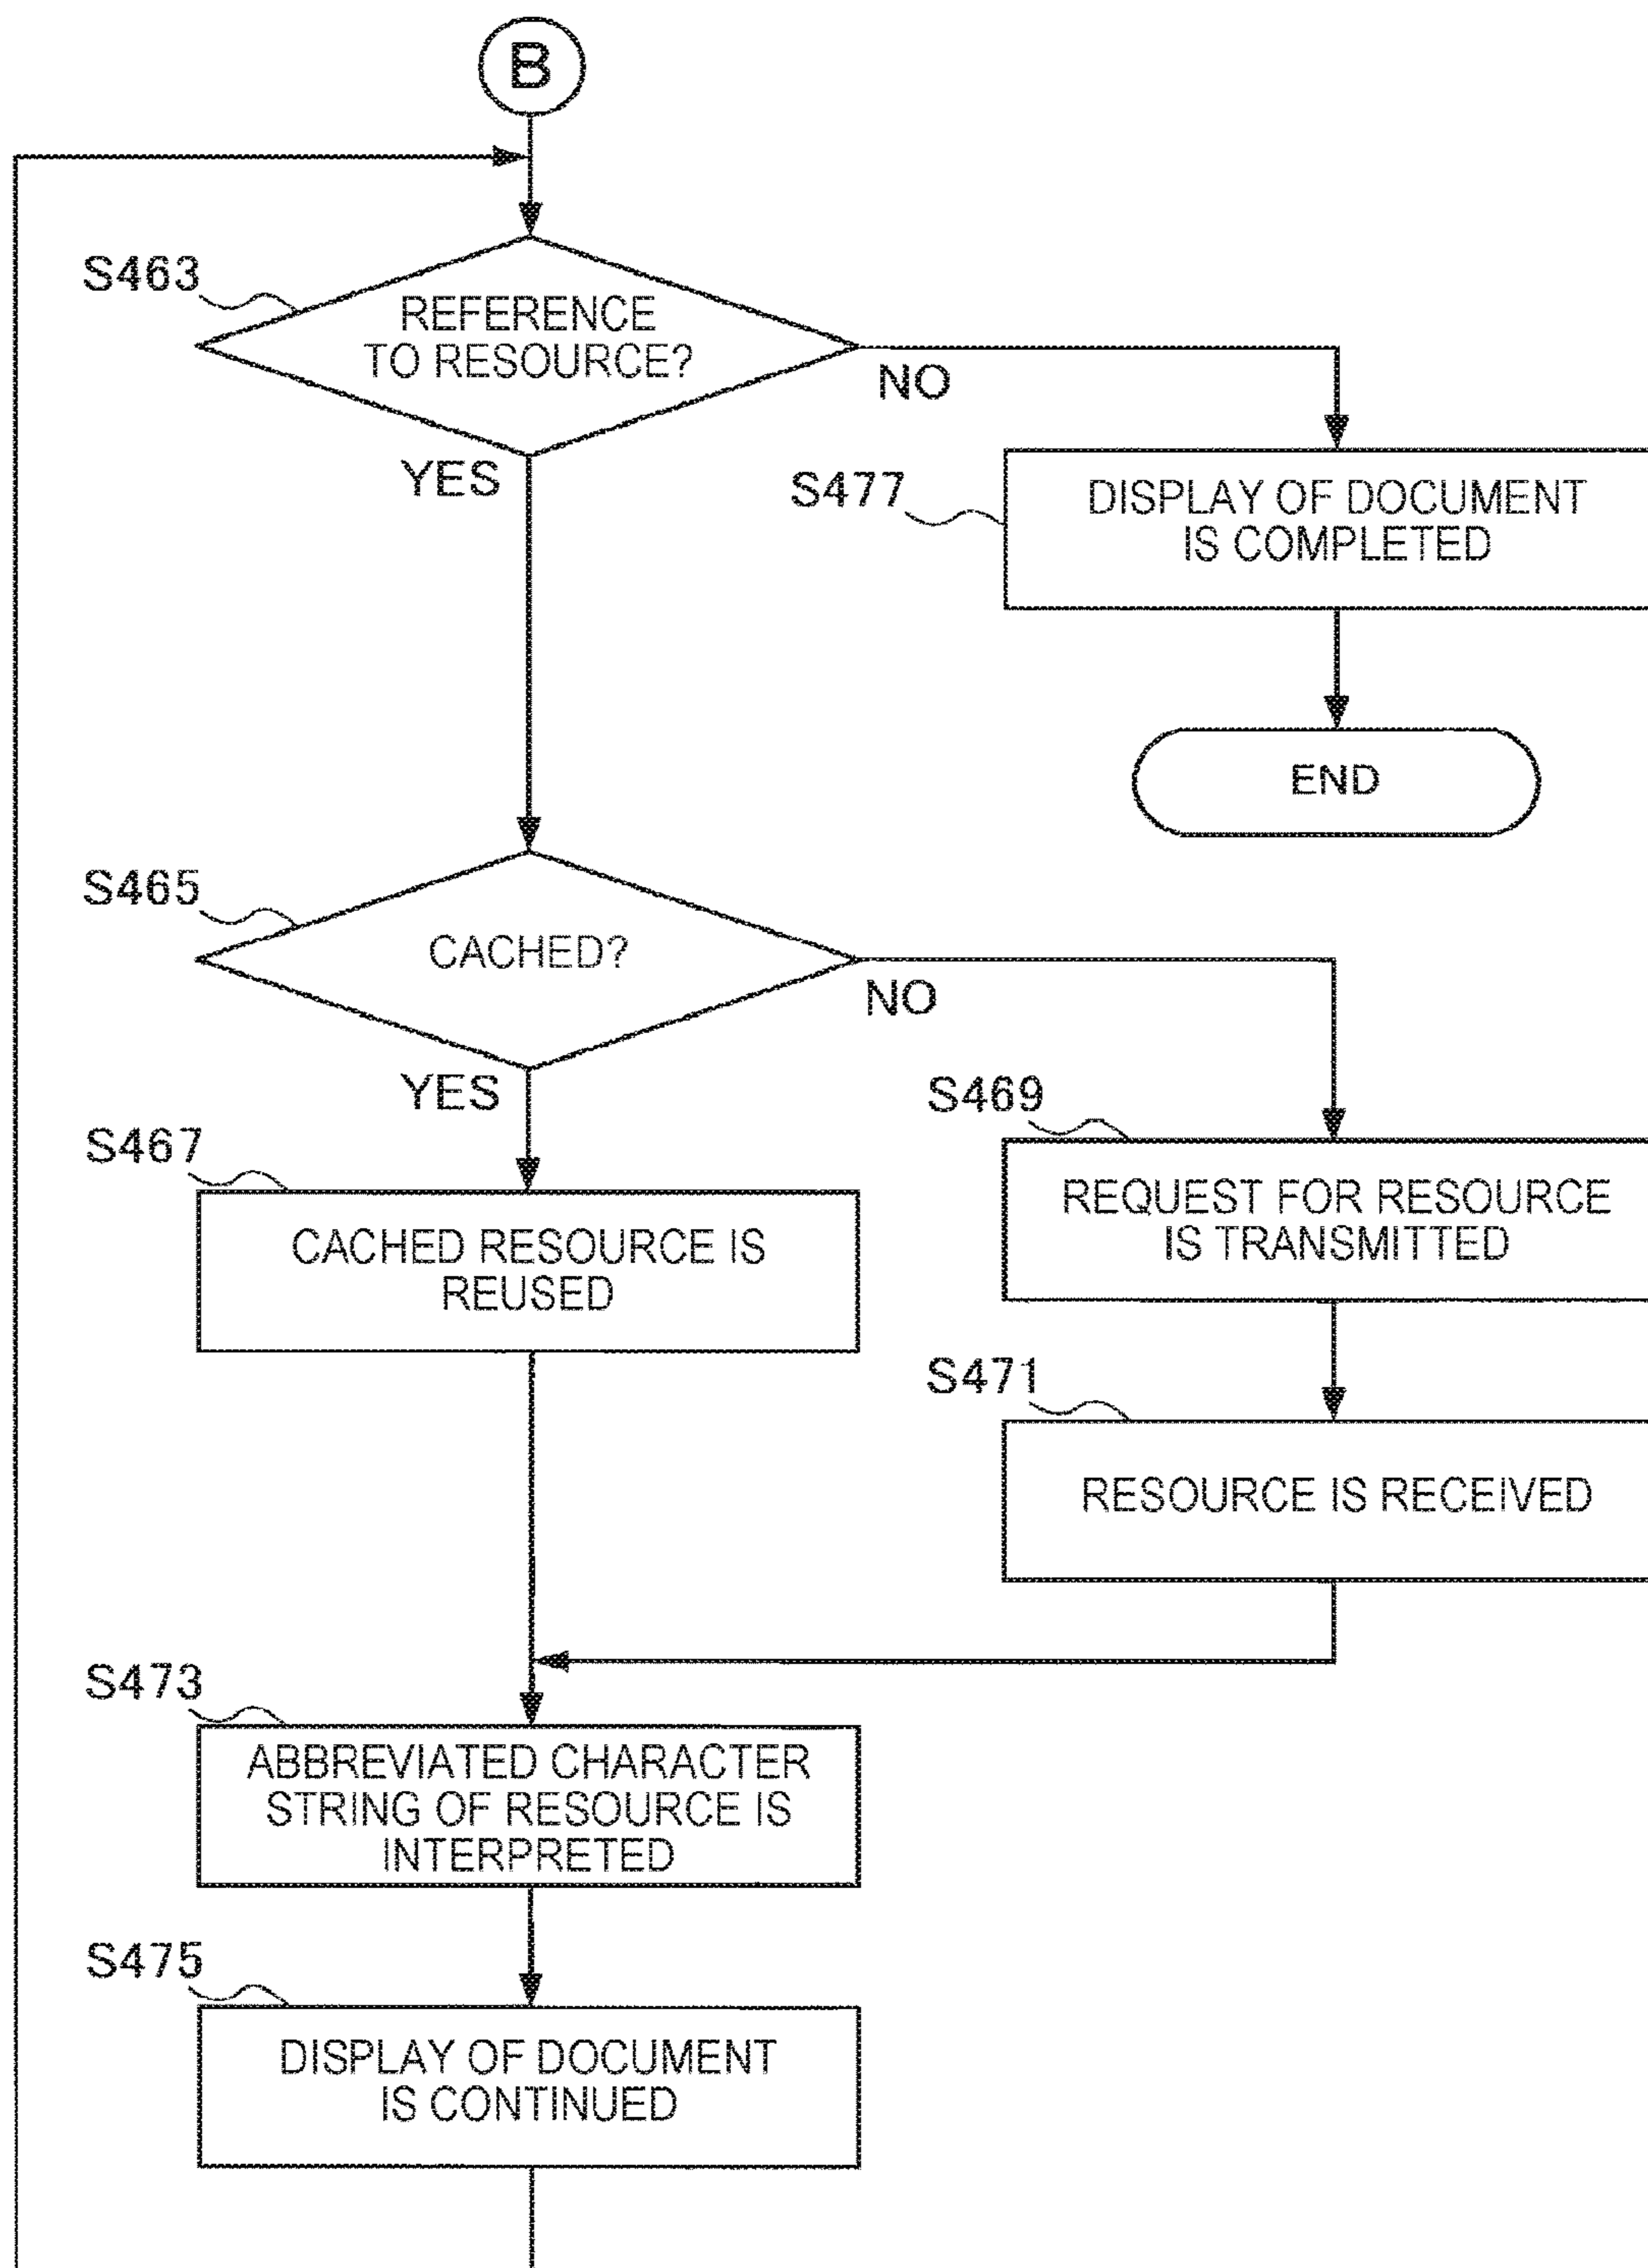 B
S463
REFERENCE
TO RESOURCE?
NO
YES
S477
DISPLAY OF DOCUMENT
IS COMPLETED
END
S465
CACHED?
NO
YES
S467
CACHED RESOURCE IS
REUSED
S469
REQUEST FOR RESOURCE
IS TRANSMITTED
S471
RESOURCE IS RECEIVED
S473
ABBREVIATED CHARACTER
STRING OF RESOURCE IS
INTERPRETED
S475
DISPLAY OF DOCUMENT
IS CONTINUED